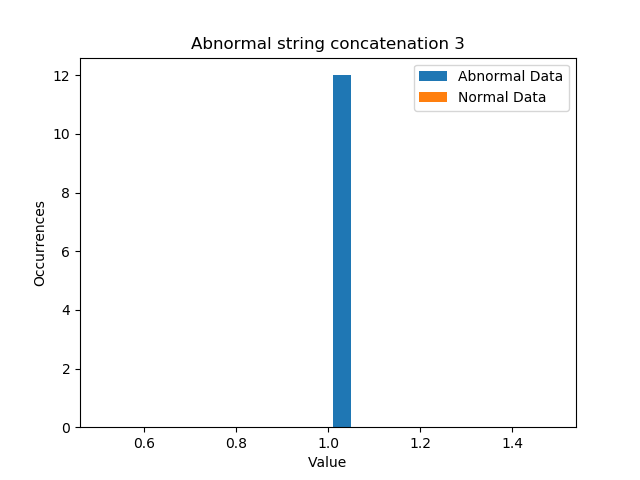 Abnormal string concatenation 3
Abnormal Data
Normal Data
12
10
8
6
4
2
0
Occurrences
0.6 0.8 1.0 1.2 1.4
Value